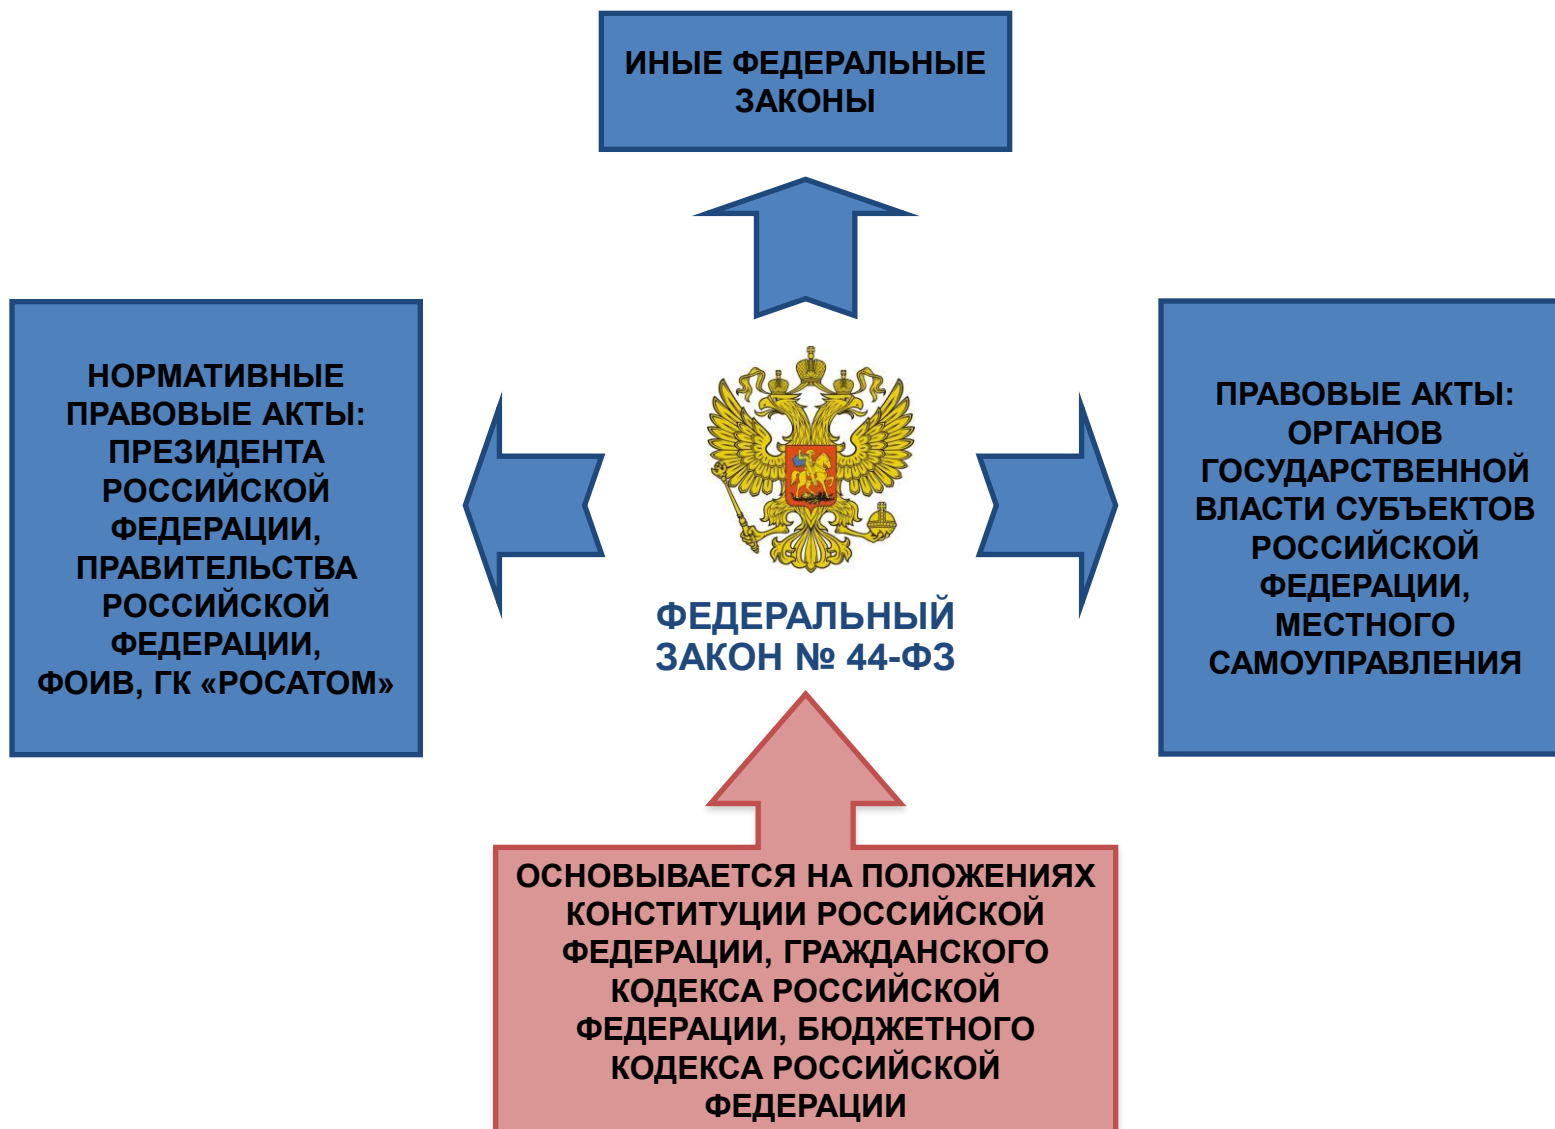 ИНЫЕ ФЕДЕРАЛЬНЫЕ
ЗАКОНЫ
НОРМАТИВНЫЕ
ПРАВОВЫЕ АКТЫ:
ПРЕЗИДЕНТА
РОССИЙСКОЙ
ФЕДЕРАЦИИ,
ПРАВИТЕЛЬСТВА
РОССИЙСКОЙ
ФЕДЕРАЦИИ,
ФОИВ, ГК «РОСАТОМ»
ФЕДЕРАЛЬНЫЙ
ЗАКОН № 44-ФЗ
ПРАВОВЫЕ АКТЫ:
ОРГАНОВ
ГОСУДАРСТВЕННОЙ
ВЛАСТИ СУБЪЕКТОВ
РОССИЙСКОЙ
ФЕДЕРАЦИИ,
МЕСТНОГО
САМОУПРАВЛЕНИЯ
ОСНОВЫВАЕТСЯ НА ПОЛОЖЕНИЯХ
КОНСТИТУЦИИ РОССИЙСКОЙ
ФЕДЕРАЦИИ, ГРАЖДАНСКОГО
КОДЕКСА РОССИЙСКОЙ
ФЕДЕРАЦИИ, БЮДЖЕТНОГО
КОДЕКСА РОССИЙСКОЙ
ФЕДЕРАЦИИ